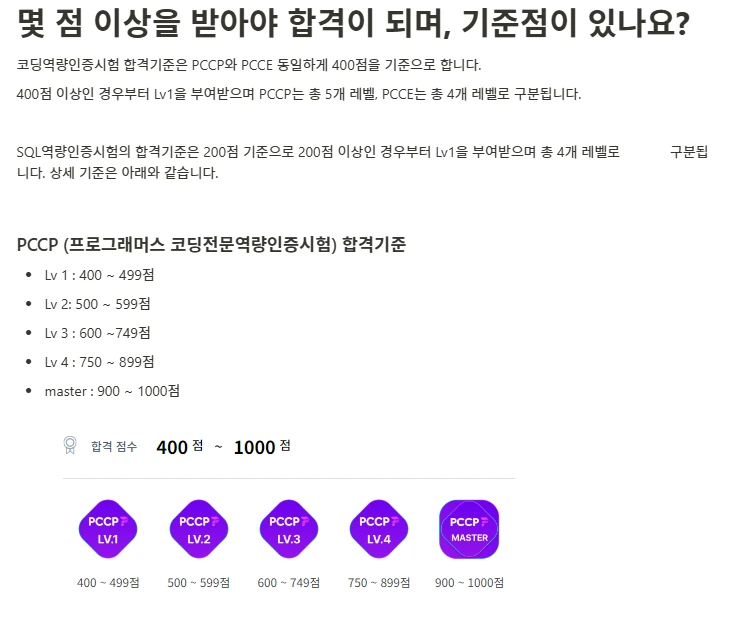 몇 점 이상을 받아야 합격이 되며, 기준점이 있나요?
코딩역량인증시험 합격기준은 PCCP와 PCCE 동일하게 400점을 기준으로 합니다.
400점 이상인 경우부터 Lv1을 부여받으며 PCCP는 총 5개 레벨, PCCE는 총 4개 레벨로 구분됩니다.
SQL역량인증시험의 합격기준은 200점 기준으로 200점 이상인 경우부터 Lv1을 부여받으며 총 4개 레벨로 구분됩
니다. 상세 기준은 아래와 같습니다.
PCCP (프로그래머스 코딩전문역량인증시험) 합격기준
• Lv 1 : 400 ~ 499점
• Lv 2: 500 ~ 599점
• Lv 3 : 600 ~749점
• Lv 4 : 750 ~ 899점
• master : 900 ~ 1000점
합격 점수 400 점 ~ 1000 점
PCCP LV.1 PCCP LV.2 PCCP LV.3 PCCP LV.4 PCCP MASTER
400 ~ 499점 500 ~ 599점 600 ~ 749점 750 ~ 899점 900 ~ 1000점